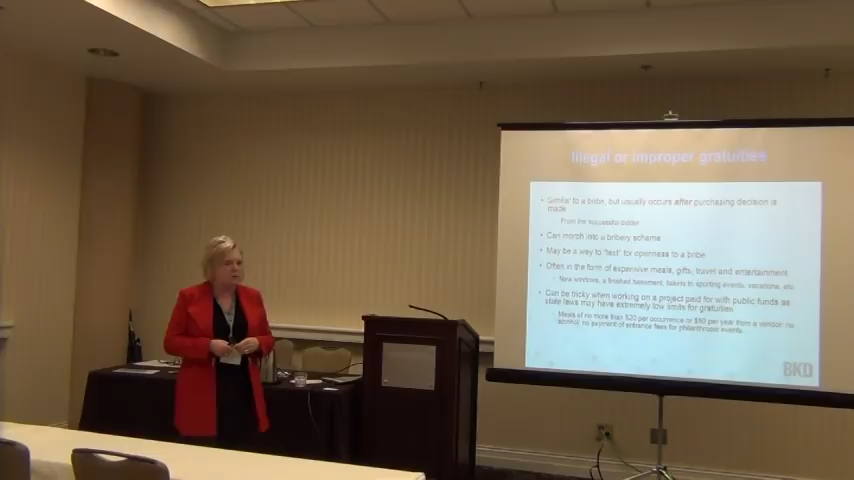 Illegal or improper gratuities
• Similar to a bribe, but usually occurs after purchasing decision is
made
- From the successful bidder
• Can morph into a bribery scheme
• May be a way to "test" for openness to a bribe
• Often in the form of expensive meals, gifts, travel and entertainment
- New windows, a finished basement, tickets to sporting events, vacations, etc.
• Can be tricky when working on a project paid for with public funds as
state laws may have extremely low limits for gratuities
- Meals of no more than $20 per occurrence or $50 per year from a vendor; no
alcohol; no payment of entrance fees for philanthropic events.
BKD